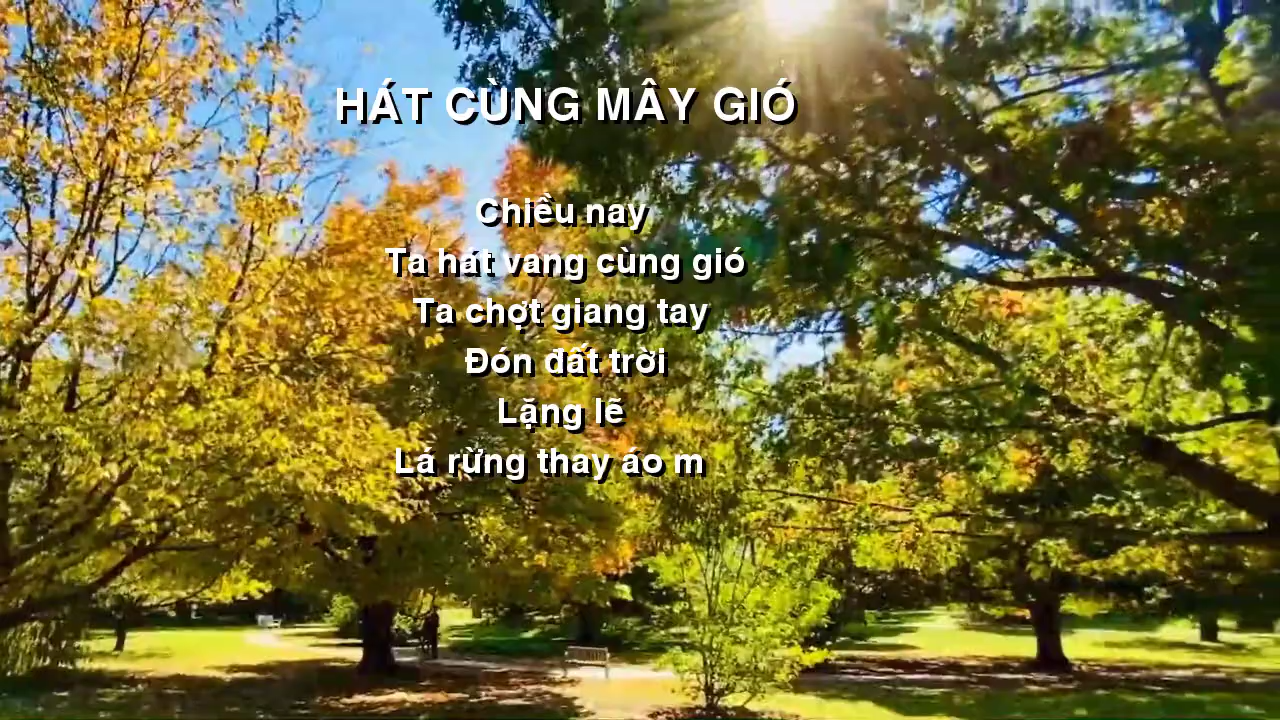 HÁT CÙNG MÂY GIÓ
Chiều nay
Ta hát vang cùng gió
Ta chợt giang tay
Đón đất trời
Lặng lẽ
Lá rừng thay áo m